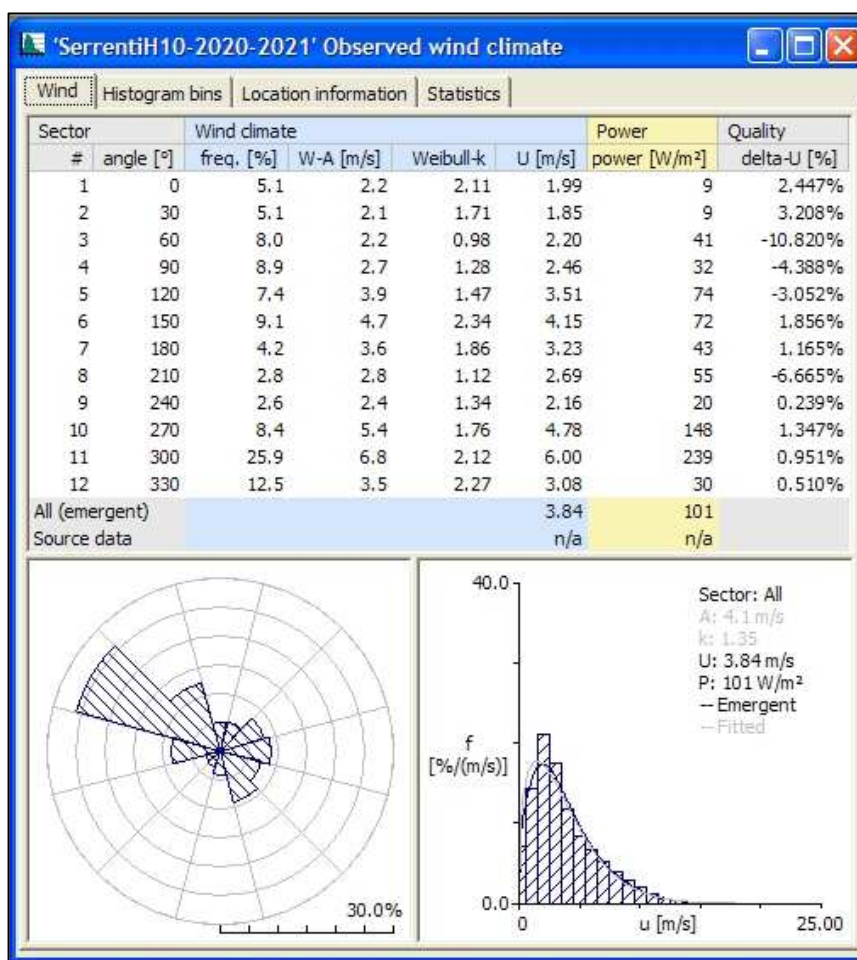 'SerrentiH10-2020-2021' Observed wind climate
Wind Histogram bins Location information Statistics
Sector Wind climate Power Quality
# angle [°] freq. [%] W-A [m/s] Weibull-k U [m/s] power [W/m²] delta-U [%]
1 0 5.1 2.2 2.11 1.99 9 2.447%
2 30 5.1 2.1 1.71 1.85 9 3.208%
3 60 8.0 2.2 0.98 2.20 41 -10.820%
4 90 8.9 2.7 1.28 2.46 32 -4.388%
5 120 7.4 3.9 1.47 3.51 74 -3.052%
6 150 9.1 4.7 2.34 4.15 72 1.856%
7 180 4.2 3.6 1.86 3.23 43 1.165%
8 210 2.8 2.8 1.12 2.69 55 -6.665%
9 240 2.6 2.4 1.34 2.16 20 0.239%
10 270 8.4 5.4 1.76 4.78 148 1.347%
11 300 25.9 6.8 2.12 6.00 239 0.951%
12 330 12.5 3.5 2.27 3.08 30 0.510%
All (emergent) 3.84 101
Source data n/a n/a
30.0%
40.0
Sector: All
A: 4.1 m/s
k: 1.35
U: 3.84 m/s
P: 101 W/m²
-- Emergent
-- Fitted
f
[%/(m/s)]
0.0
0 u [m/s] 25.00